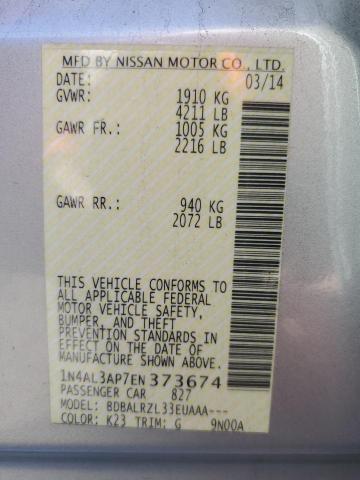 MFD BY NISSAN MOTOR CO., LTD.
DATE: 03/14
GVWR: 1910 KG
4211 LB
GAWR FR.: 1005 KG
2216 LB
GAWR RR.: 940 KG
2072 LB
THIS VEHICLE CONFORMS TO
ALL APPLICABLE FEDERAL
MOTOR VEHICLE SAFETY,
BUMPER, AND THEFT
PREVENTION STANDARDS IN
EFFECT ON THE DATE OF
MANUFACTURE SHOWN ABOVE.
1N4AL3AP7EN373674
PASSENGER CAR 827
MODEL: BDBALRZL33EUAAA---
COLOR: K23 TRIM: G 9N00A